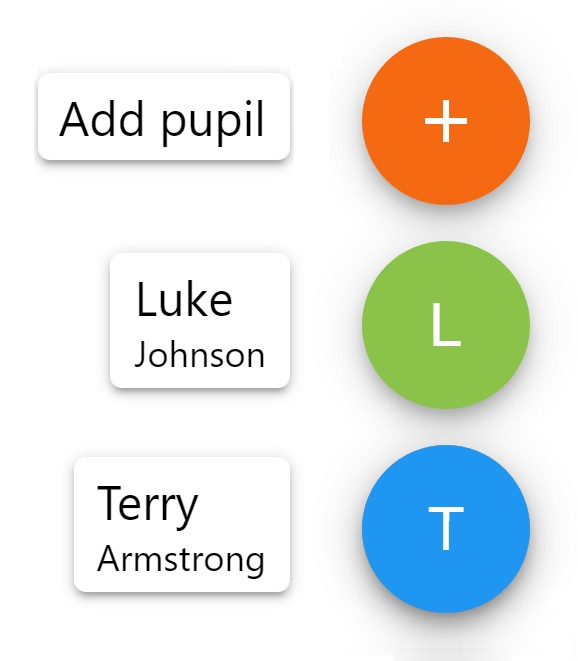 Add pupil +
Luke
Johnson
L
Terry
Armstrong
T